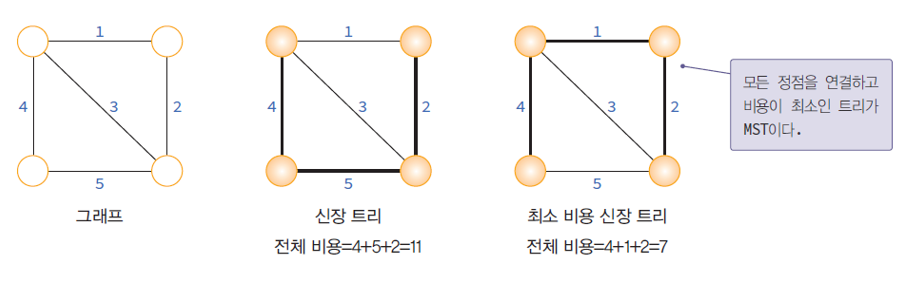 1
4
3
2
5
그래프
1
4
3
2
5
신장 트리
전체 비용=4+5+2=11
1
4
3
2
5
최소 비용 신장 트리
전체 비용=4+1+2=7
모든 정점을 연결하고
비용이 최소인 트리가
MST이다.